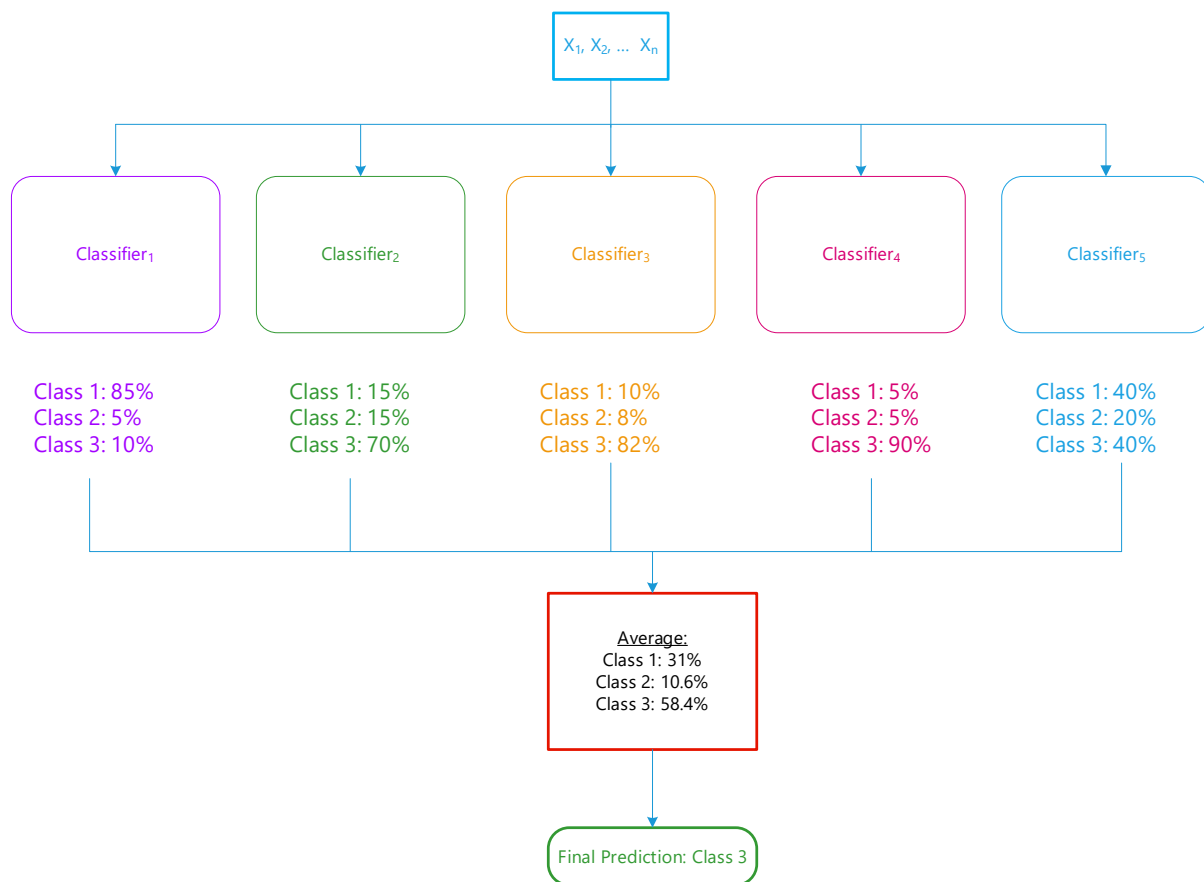 X₁, X₂, ... Xₙ
Classifier₁
Classifier₂
Classifier₃
Classifier₄
Classifier₅
Class 1: 85%
Class 2: 5%
Class 3: 10%
Class 1: 15%
Class 2: 15%
Class 3: 70%
Class 1: 10%
Class 2: 8%
Class 3: 82%
Class 1: 5%
Class 2: 5%
Class 3: 90%
Class 1: 40%
Class 2: 20%
Class 3: 40%
Average:
Class 1: 31%
Class 2: 10.6%
Class 3: 58.4%
Final Prediction: Class 3